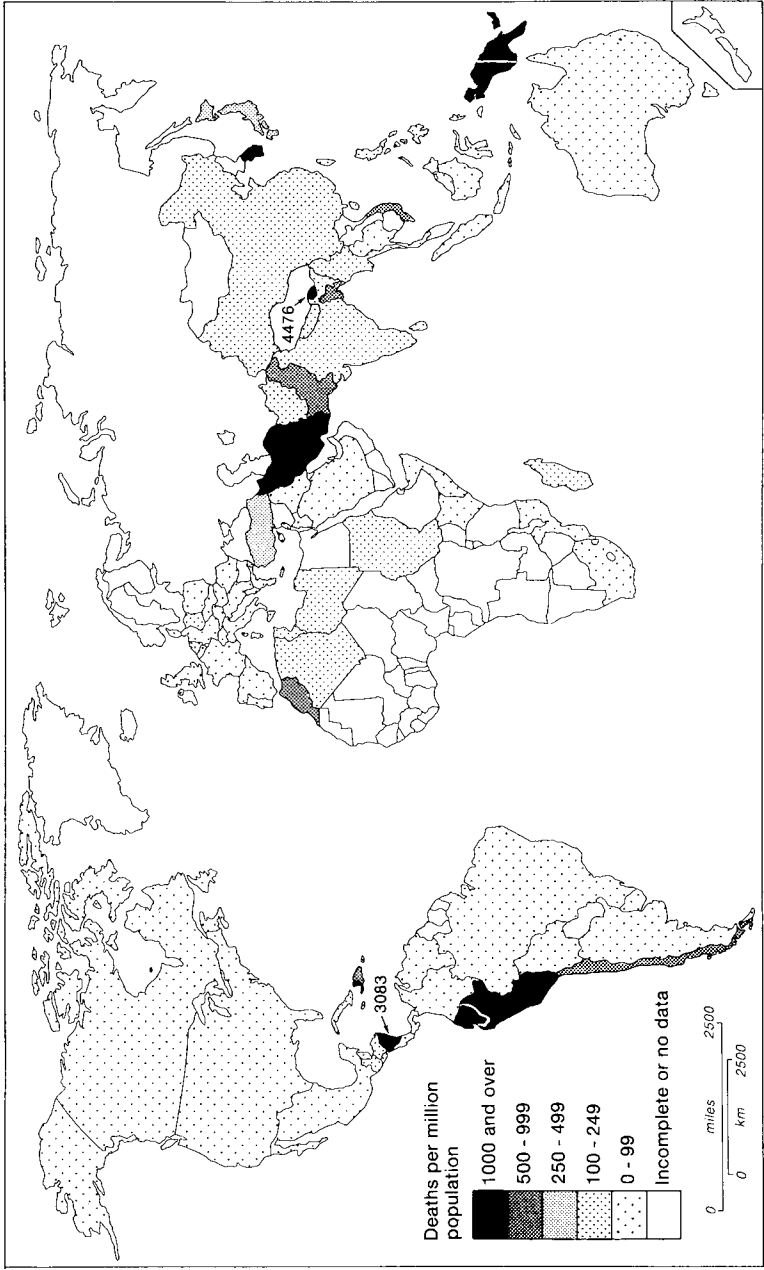 4476
3083
Deaths per million
population
1000 and over
500 - 999
250 - 499
100 - 249
0 - 99
Incomplete or no data
0 miles 2500
0 km 2500